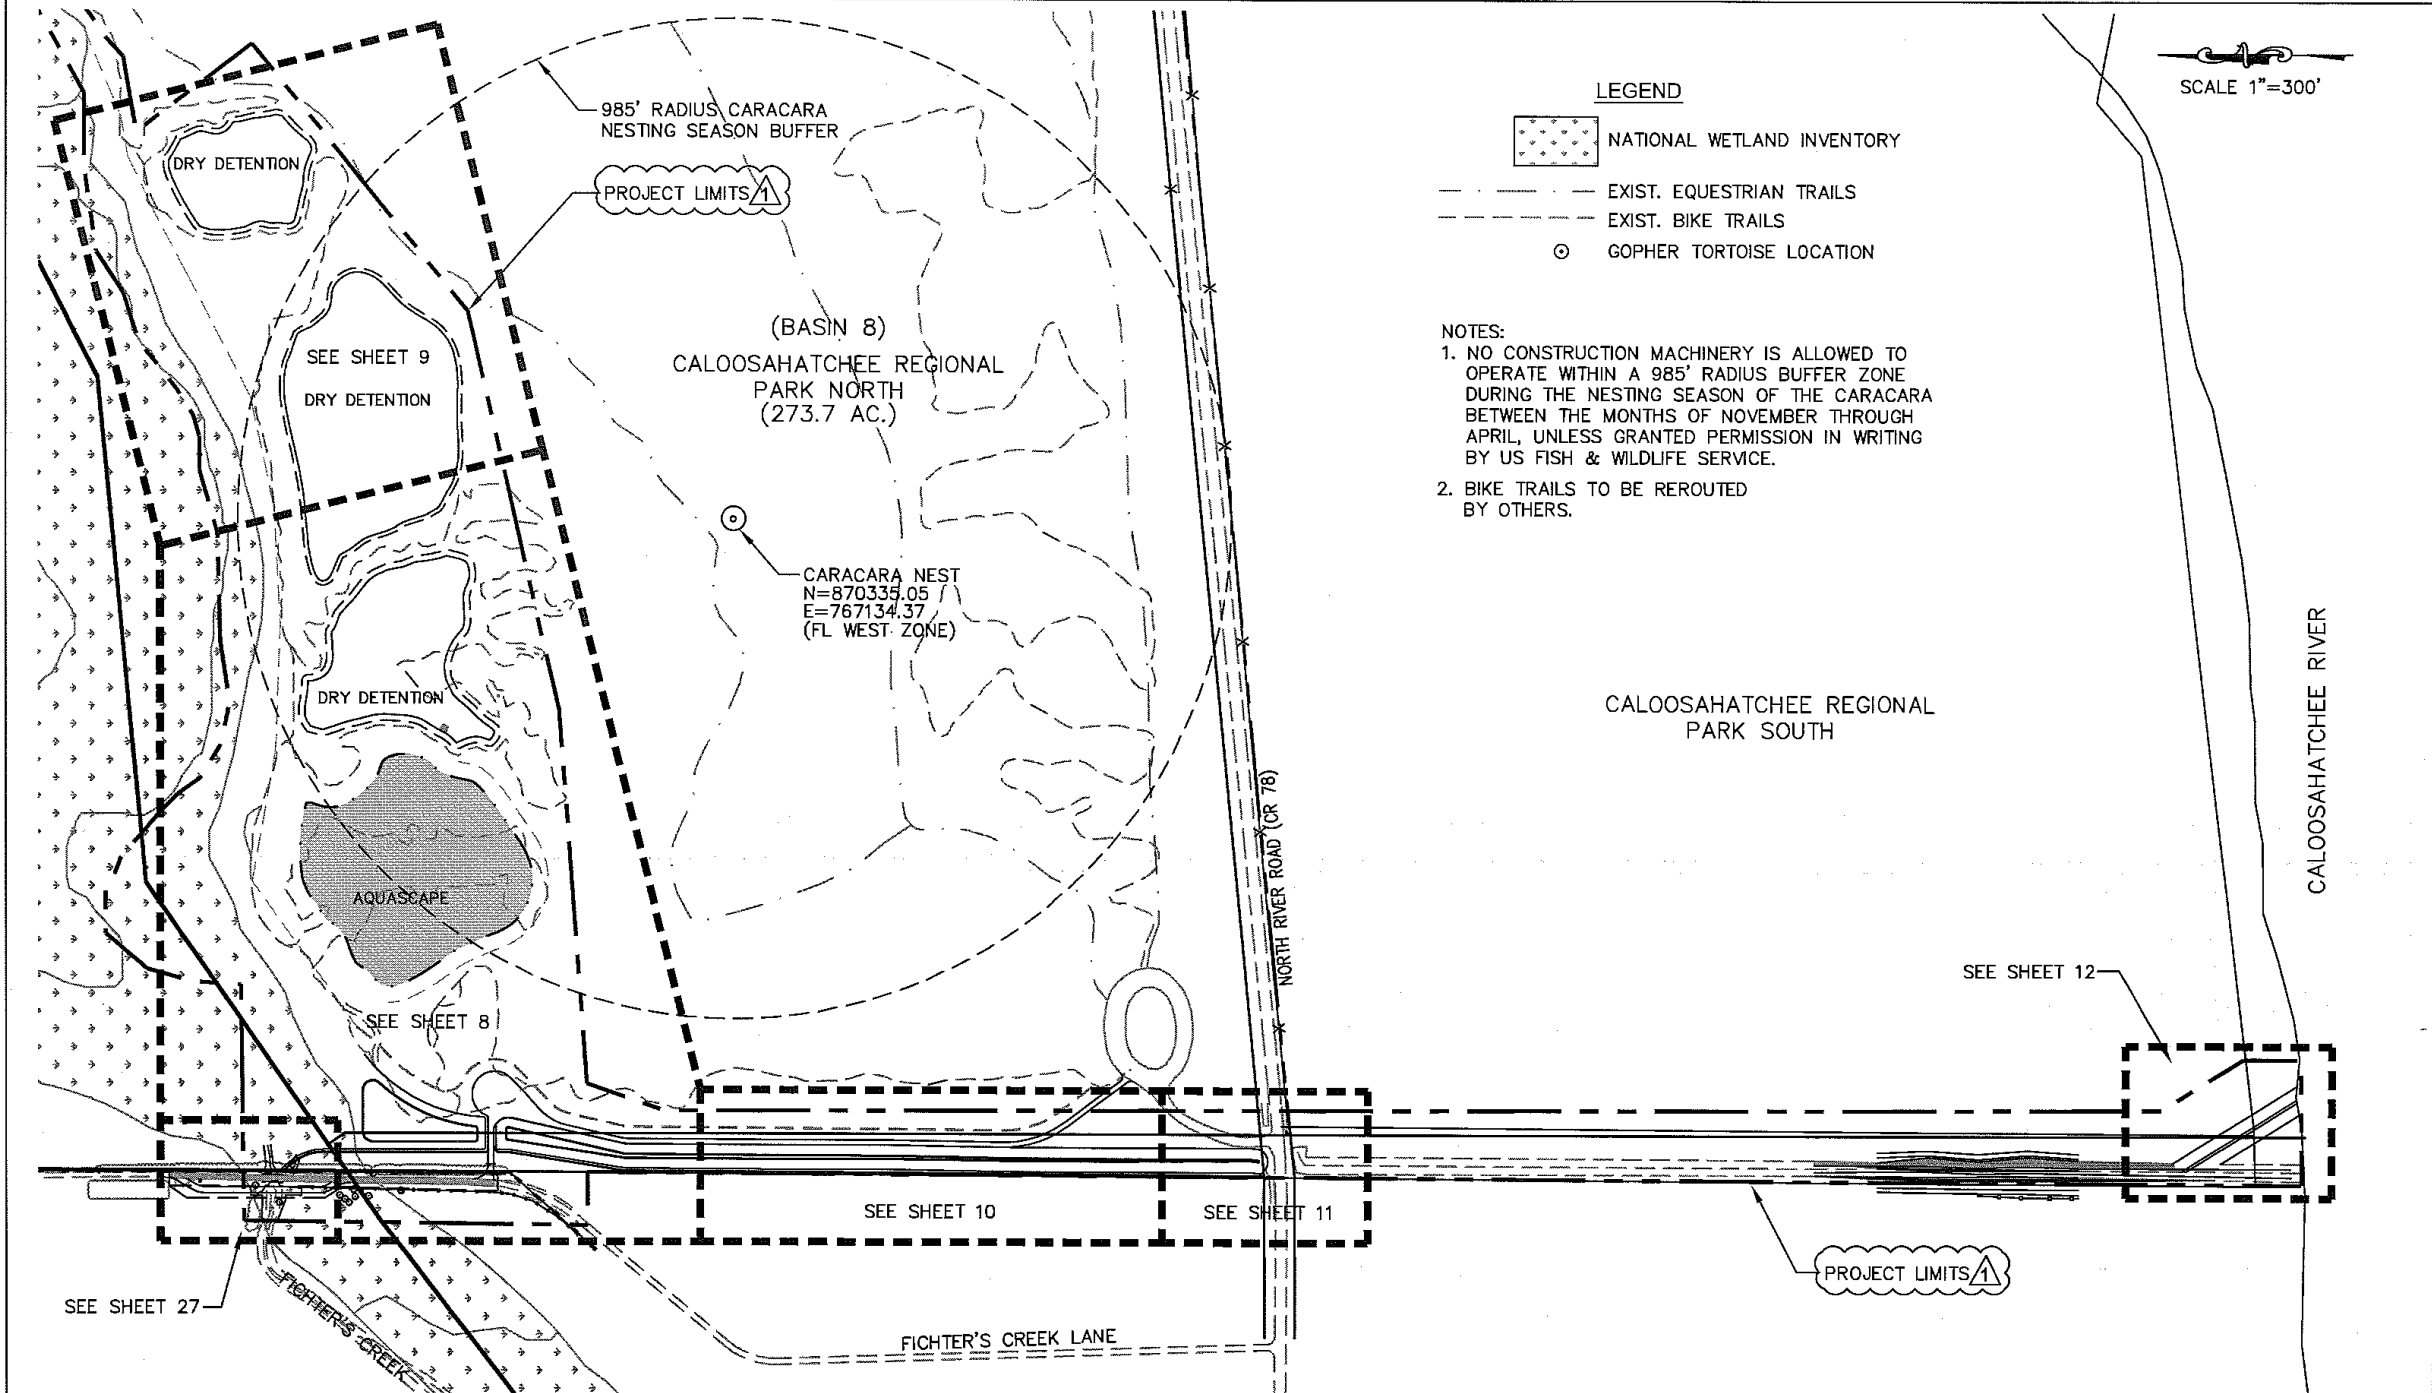 985' RADIUS CARACARA
NESTING SEASON BUFFER
DRY DETENTION
PROJECT LIMITS 1
SEE SHEET 9
DRY DETENTION
(BASIN 8)
CALOOSAHATCHEE REGIONAL
PARK NORTH
(273.7 AC.)
CARACARA NEST
N=870335.05
E=767134.37
(FL WEST ZONE)
DRY DETENTION
AQUASCAPE
SEE SHEET 8
NORTH RIVER ROAD (CR 78)
LEGEND
NATIONAL WETLAND INVENTORY
EXIST. EQUESTRIAN TRAILS
EXIST. BIKE TRAILS
GOPHER TORTOISE LOCATION
SCALE 1"=300'
NOTES:
1. NO CONSTRUCTION MACHINERY IS ALLOWED TO
OPERATE WITHIN A 985' RADIUS BUFFER ZONE
DURING THE NESTING SEASON OF THE CARACARA
BETWEEN THE MONTHS OF NOVEMBER THROUGH
APRIL, UNLESS GRANTED PERMISSION IN WRITING
BY US FISH & WILDLIFE SERVICE.
2. BIKE TRAILS TO BE REROUTED
BY OTHERS.
CALOOSAHATCHEE REGIONAL
PARK SOUTH
CALOOSAHATCHEE RIVER
SEE SHEET 12
SEE SHEET 10
SEE SHEET 11
PROJECT LIMITS 1
SEE SHEET 27
FICHTER'S CREEK
FICHTER'S CREEK LANE